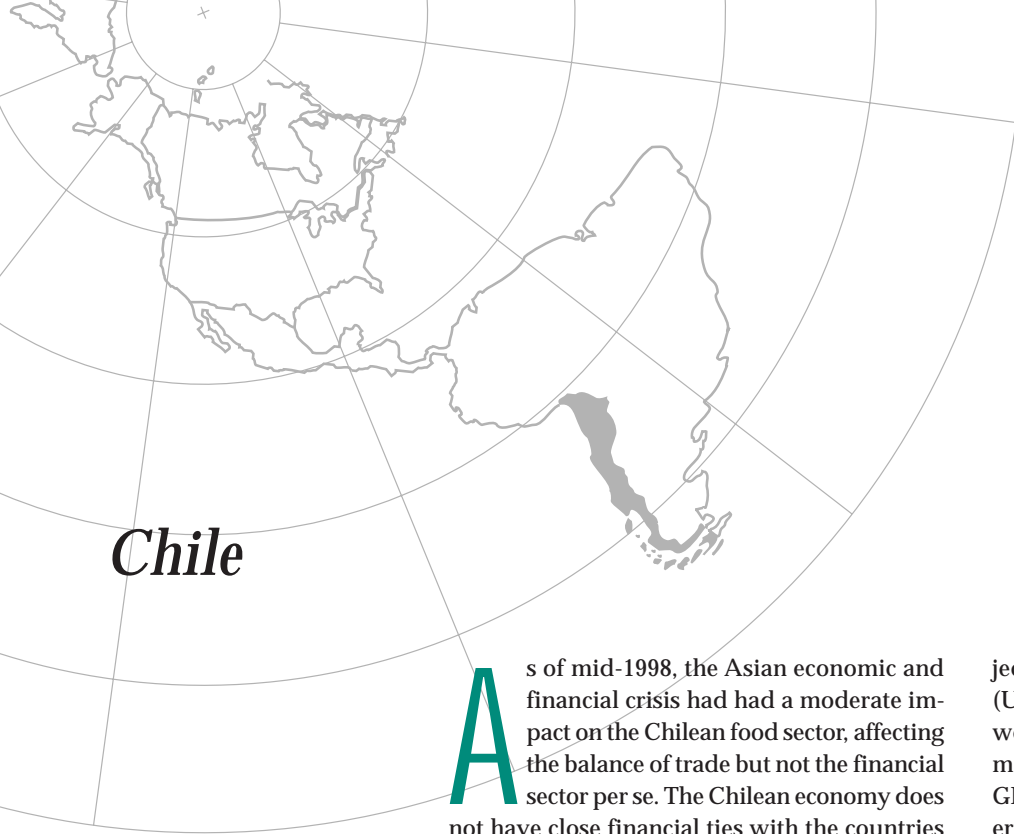 Chile
As of mid-1998, the Asian economic and
financial crisis had had a moderate im-
pact on the Chilean food sector, affecting
the balance of trade but not the financial
sector per se. The Chilean economy does
not have close financial ties with the countries